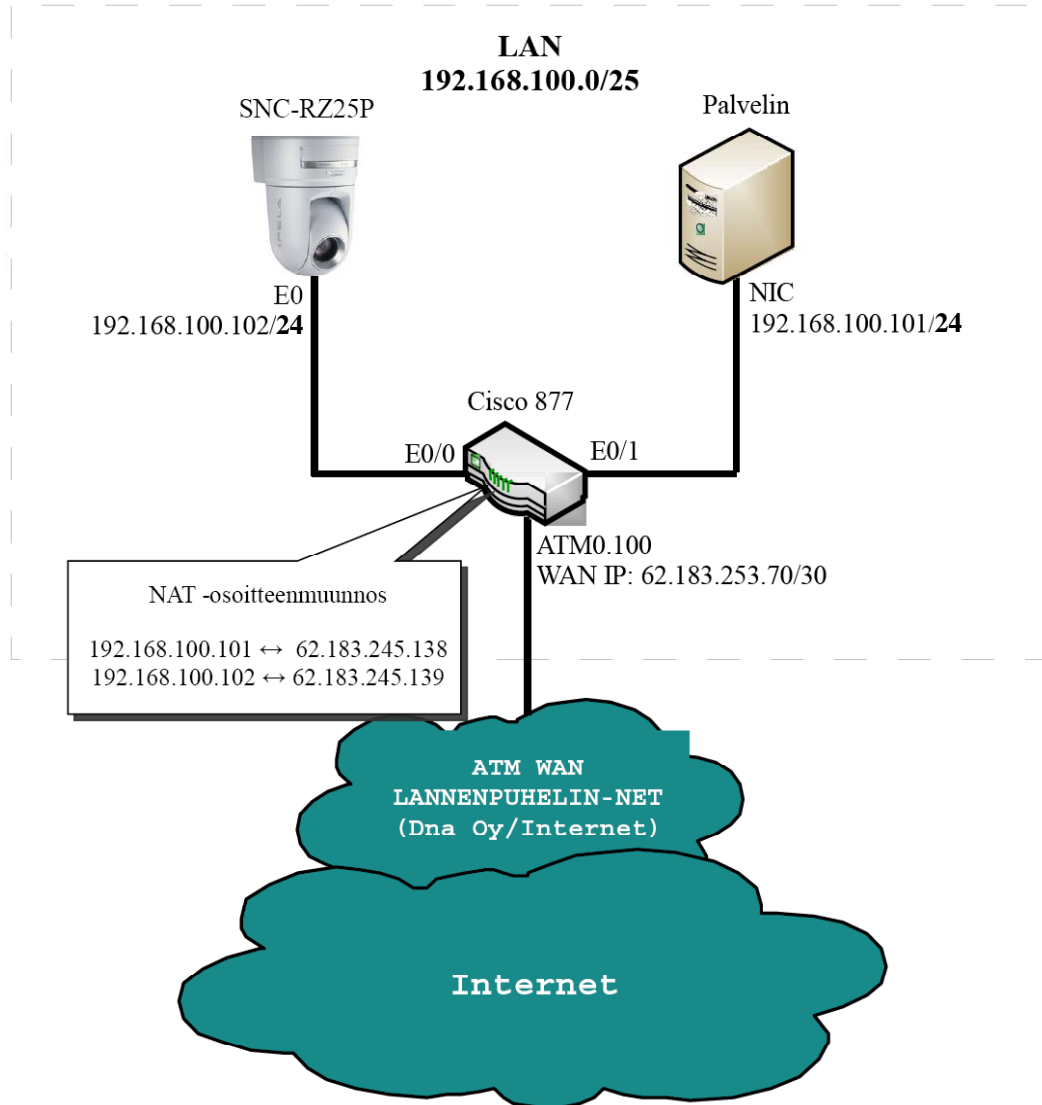 LAN
192.168.100.0/25
SNC-RZ25P
Palvelin
IPELA
E0
192.168.100.102/24
NIC
192.168.100.101/24
Cisco 877
E0/0
E0/1
ATM0.100
WAN IP: 62.183.253.70/30
NAT -osoitteenmuunnos
192.168.100.101 ↔ 62.183.245.138
192.168.100.102 ↔ 62.183.245.139
ATM WAN
LANNENPUHELIN-NET
(Dna Oy/Internet)
Internet